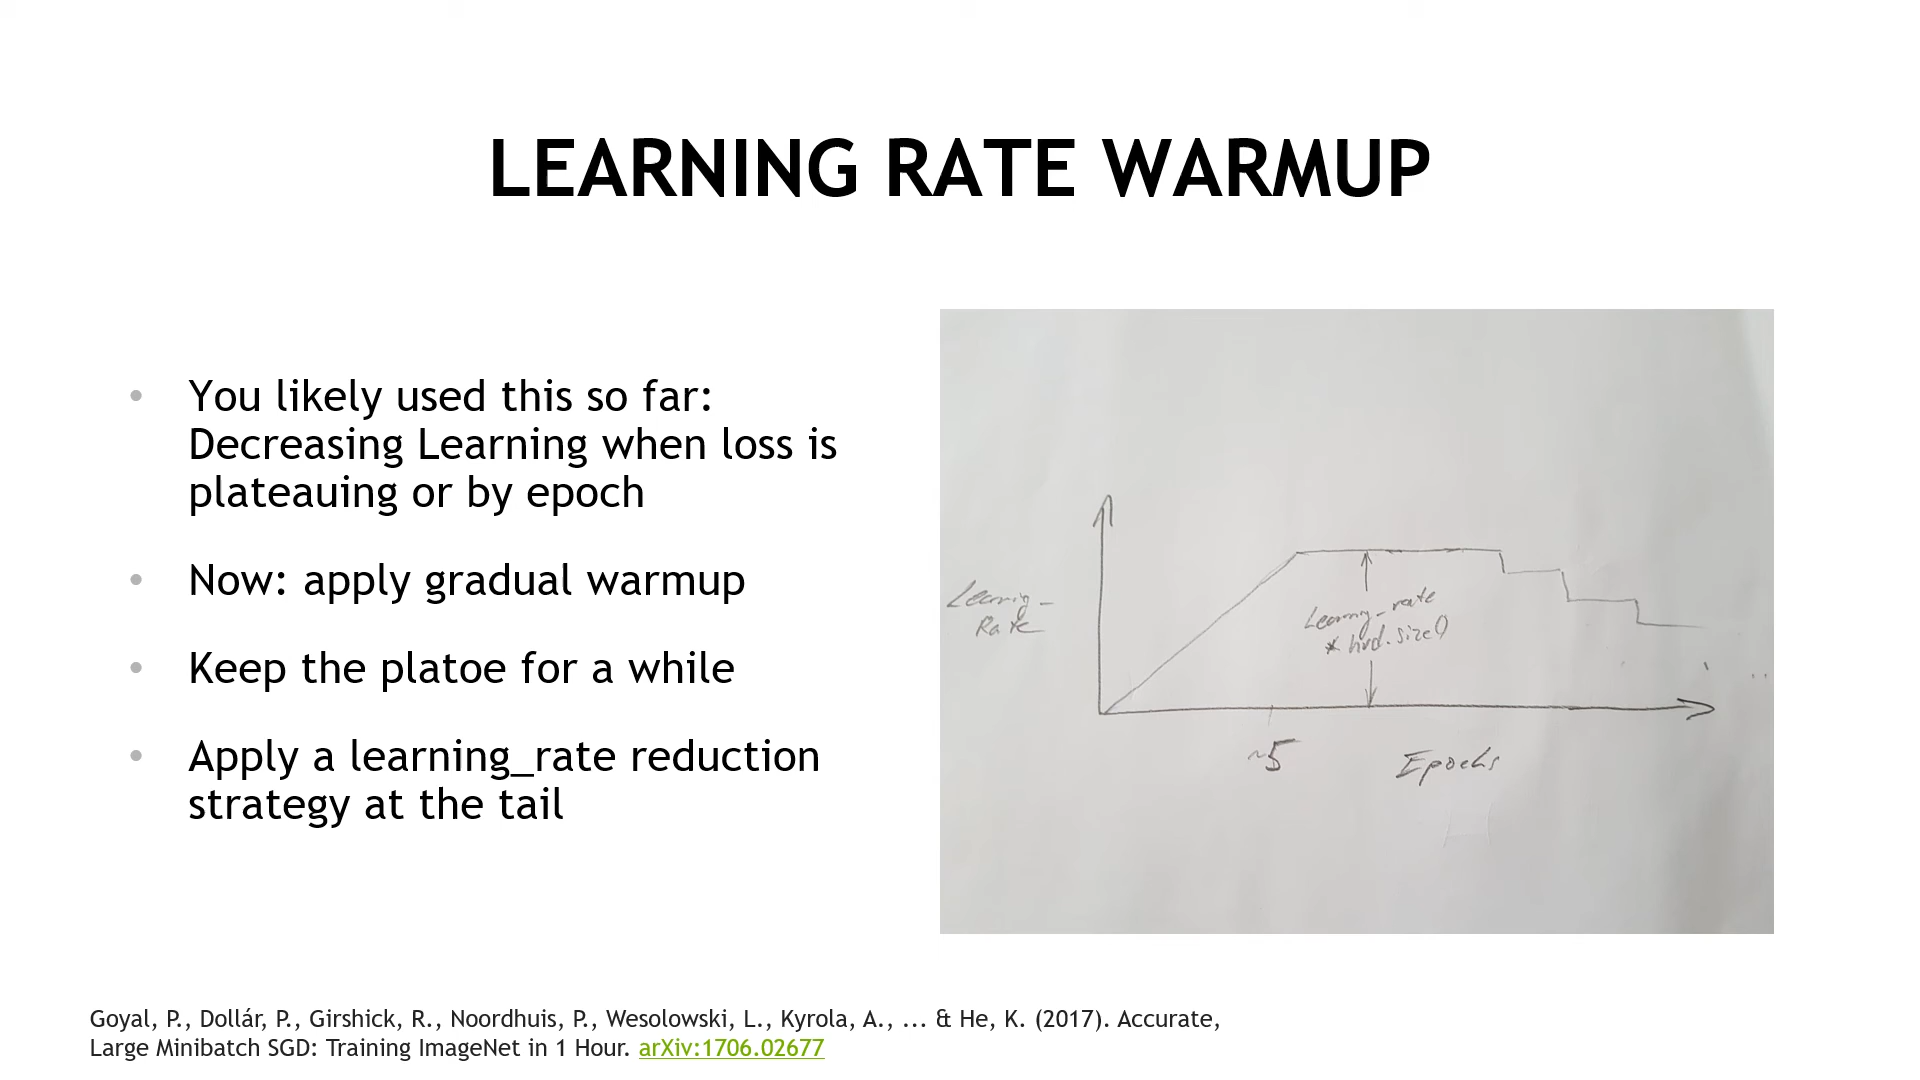 LEARNING RATE WARMUP
• You likely used this so far:
Decreasing Learning when loss is
plateauing or by epoch
• Now: apply gradual warmup
• Keep the platoe for a while
• Apply a learning_rate reduction
strategy at the tail
Learnig_
Rate
Learnig_rate
* hvd.size()
~5
Epochs
Goyal, P., Dollár, P., Girshick, R., Noordhuis, P., Wesolowski, L., Kyrola, A., ... & He, K. (2017). Accurate,
Large Minibatch SGD: Training ImageNet in 1 Hour. arXiv:1706.02677